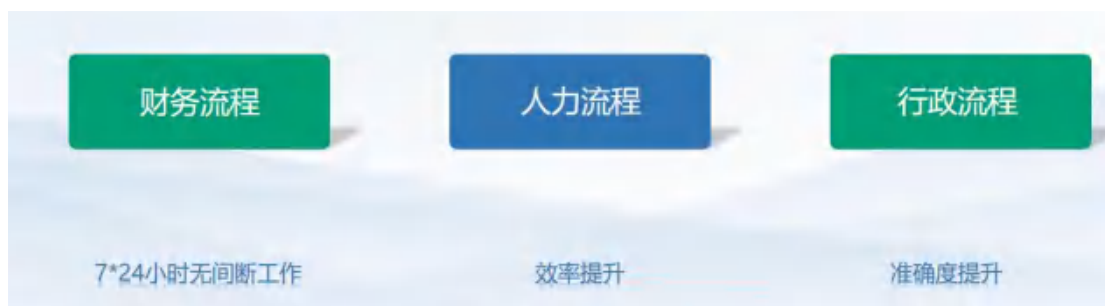 财务流程
人力流程
行政流程
7*24小时无间断工作
效率提升
准确度提升